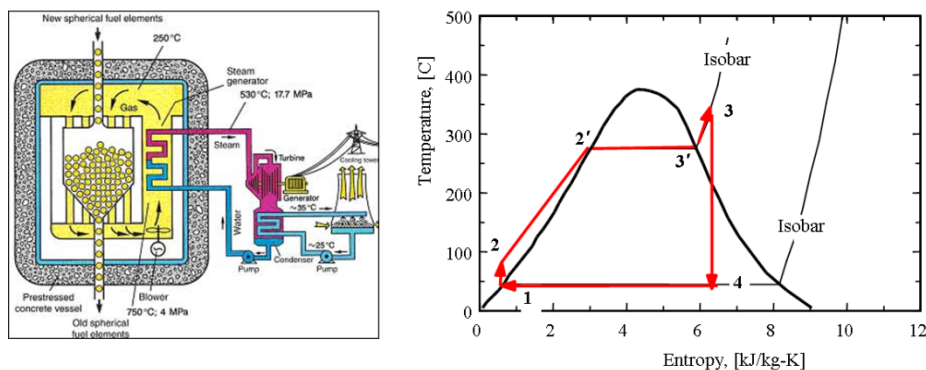 New spherical fuel elements
250°C
Steam
generator
530°C; 17.7 MPa
Gas
Steam
Turbine
Cooling tower
Generator
~35°C
Water
~25°C
Pump
Condenser
Pump
Prestressed
concrete vessel
Blower
750°C; 4 MPa
Old spherical
fuel elements
Temperature, [C]
500
400
300
200
100
0
Isobar
3
2'
3'
Isobar
2
4
1
0
2
4
6
8
10
12
Entropy, [kJ/kg-K]